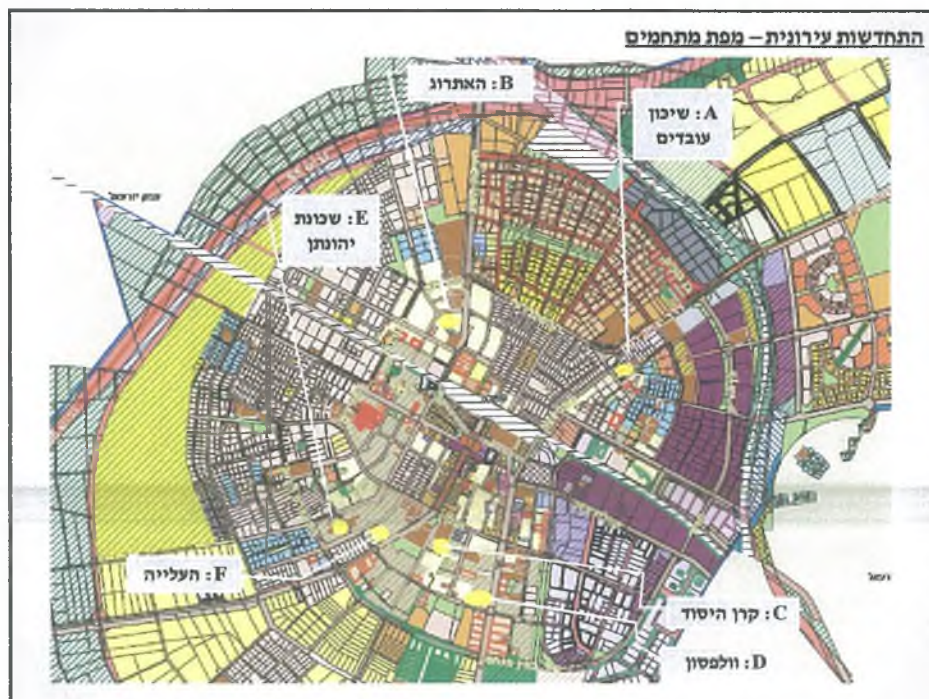 התחדשות עירונית – מפת מתחמים
B: האתרוג
A: שיכון
עובדים
E: שכונת
יהונתן
F: העלייה
C: קרן היסוד
D: וולפסון